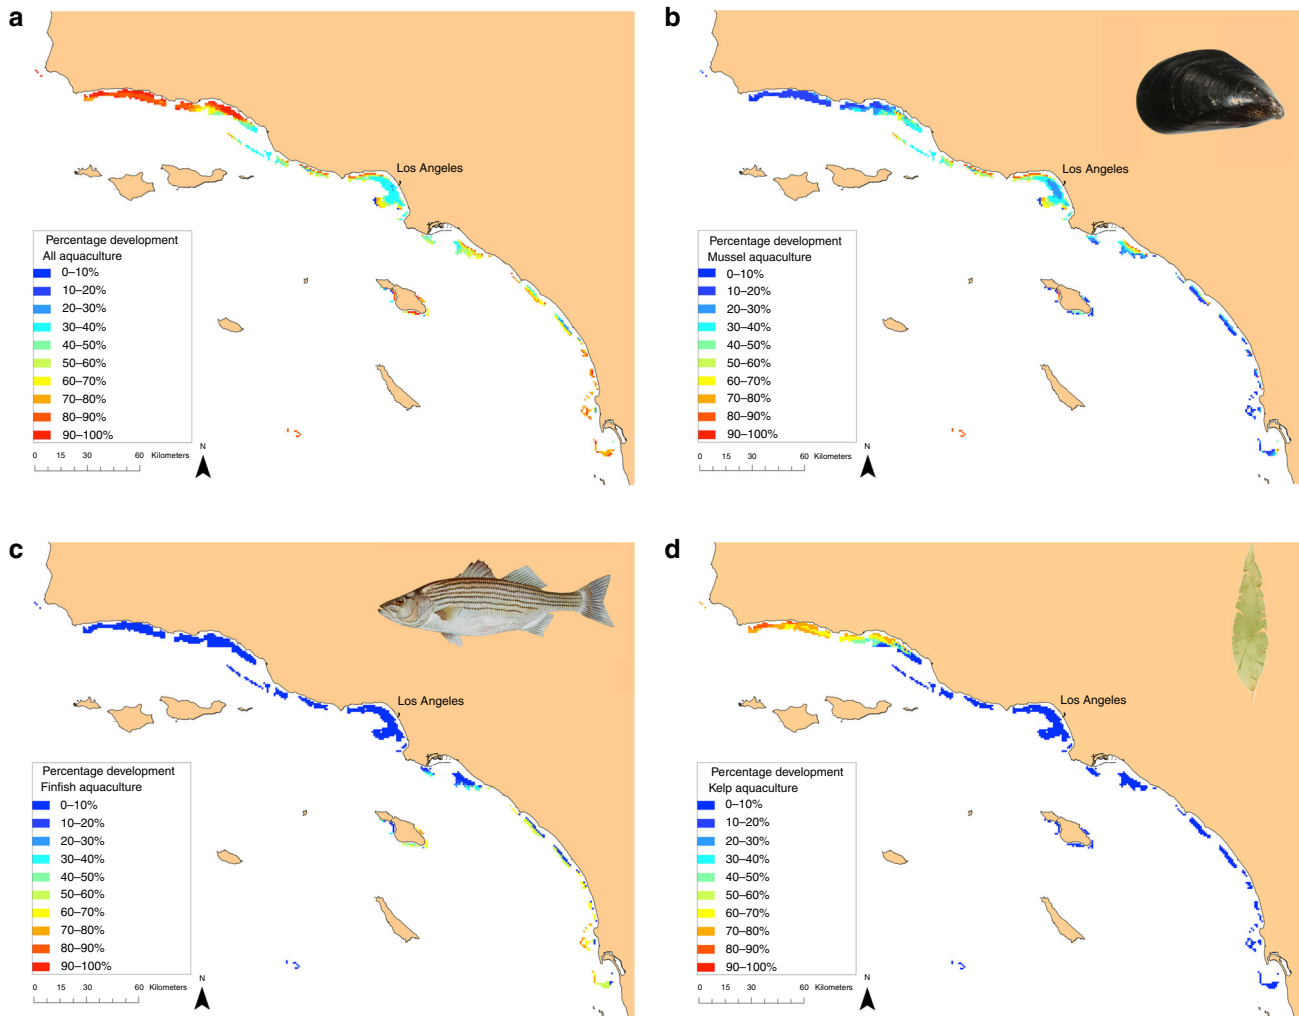 a
Los Angeles
Percentage development
All aquaculture
0–10%
10–20%
20–30%
30–40%
40–50%
50–60%
60–70%
70–80%
80–90%
90–100%
N
0 15 30 60 Kilometers
b
Los Angeles
Percentage development
Mussel aquaculture
0–10%
10–20%
20–30%
30–40%
40–50%
50–60%
60–70%
70–80%
80–90%
90–100%
N
0 15 30 60 Kilometers
c
Los Angeles
Percentage development
Finfish aquaculture
0–10%
10–20%
20–30%
30–40%
40–50%
50–60%
60–70%
70–80%
80–90%
90–100%
N
0 15 30 60 Kilometers
d
Los Angeles
Percentage development
Kelp aquaculture
0–10%
10–20%
20–30%
30–40%
40–50%
50–60%
60–70%
70–80%
80–90%
90–100%
N
0 15 30 60 Kilometers